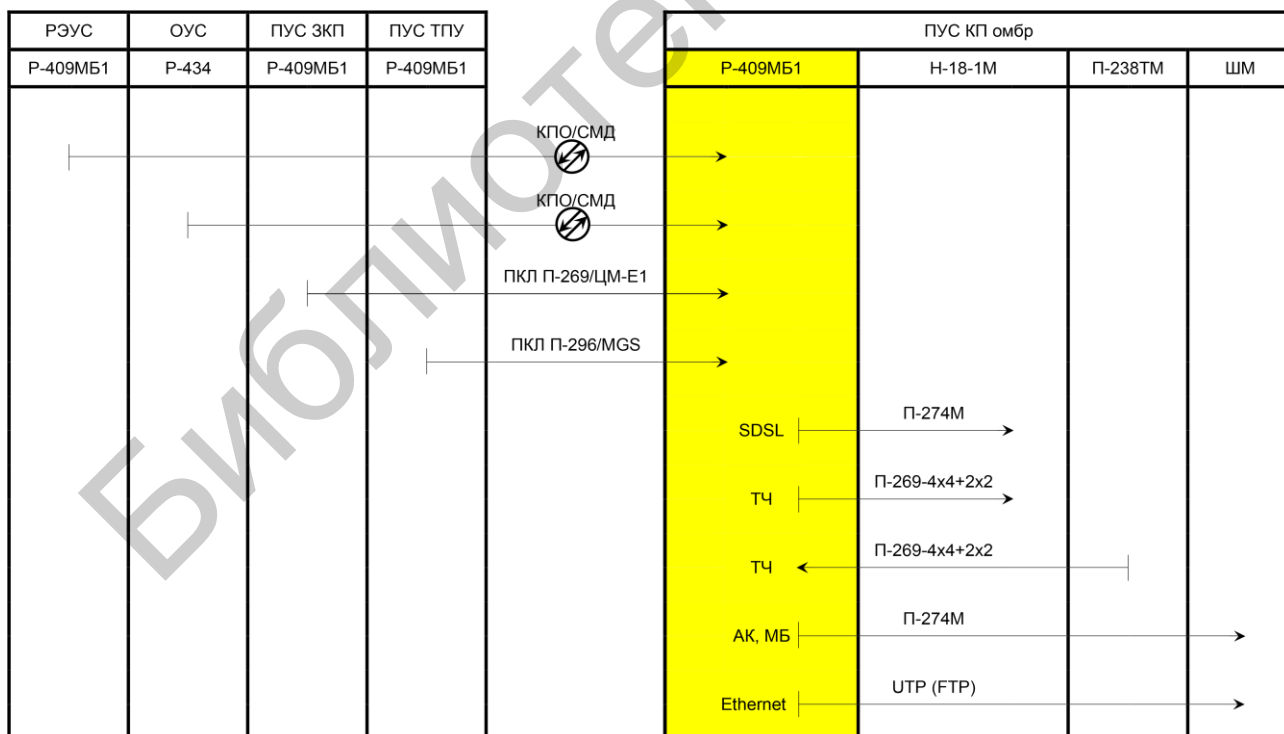 РЭУС ОУС ПУС ЗКП ПУС ТПУ ПУС КП омбр
Р-409МБ1 Р-434 Р-409МБ1 Р-409МБ1 Р-409МБ1 Н-18-1М П-238ТМ ШМ
КПО/СМД
КПО/СМД
ПКЛ П-269/ЦМ-Е1
ПКЛ П-296/MGS
SDSL П-274М
ТЧ П-269-4х4+2х2
ТЧ П-269-4х4+2х2
АК, МБ П-274М
Ethernet UTP (FTP)